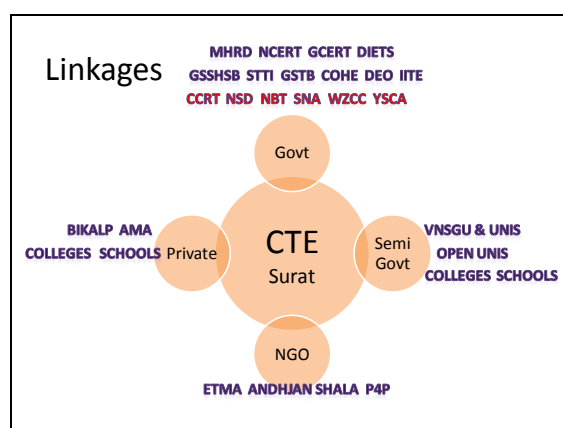 Linkages
MHRD NCERT GCERT DIETS
GSSHSB STTI GSTB COHE DEO IITE
CCRT NSD NBT SNA WZCC YSCA
Govt
BIKALP AMA
COLLEGES SCHOOLS
Private
CTE
Surat
Semi
Govt
VNSGU & UNIS
OPEN UNIS
COLLEGES SCHOOLS
NGO
ETMA ANDHJAN SHALA P4P